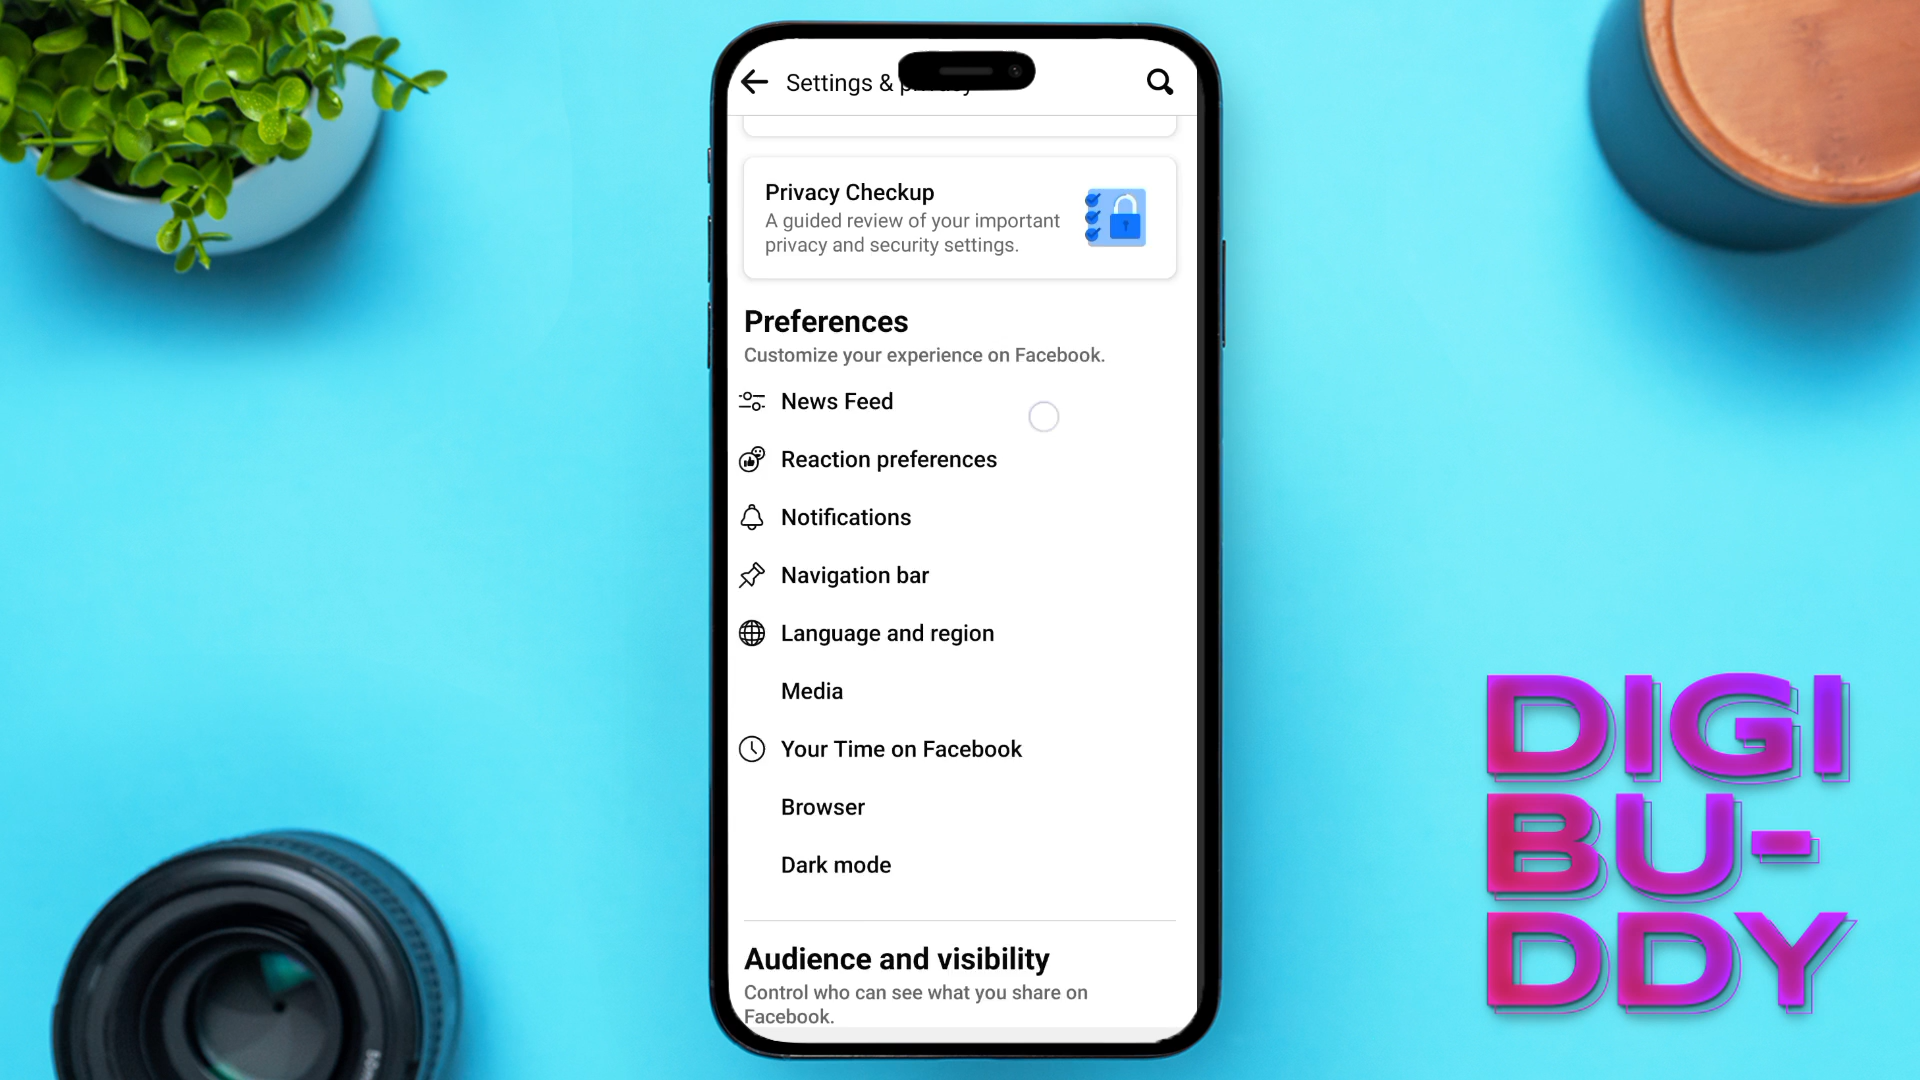 Settings &
Privacy Checkup
A guided review of your important
privacy and security settings.
Preferences
Customize your experience on Facebook.
News Feed
Reaction preferences
Notifications
Navigation bar
Language and region
Media
Your Time on Facebook
Browser
Dark mode
Audience and visibility
Control who can see what you share on
Facebook.
DIGI
BU-
DDY